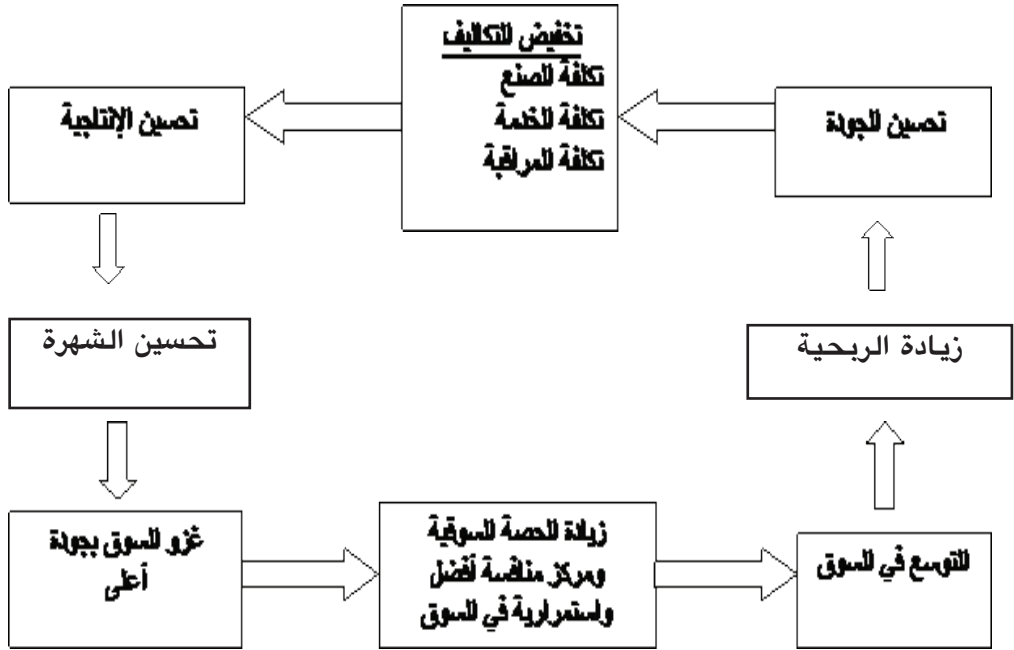 تحسين الجودة
تخفيض التكاليف
تكلفة الصنع
تكلفة الخدمة
تكلفة المراقبة
تحسين الإنتاجية
تحسين الشهرة
غزو السوق بجودة
أعلى
زيادة الحصة السوقية
ومركز منافسة أفضل
واستمرارية في السوق
التوسع في السوق
زيادة الربحية